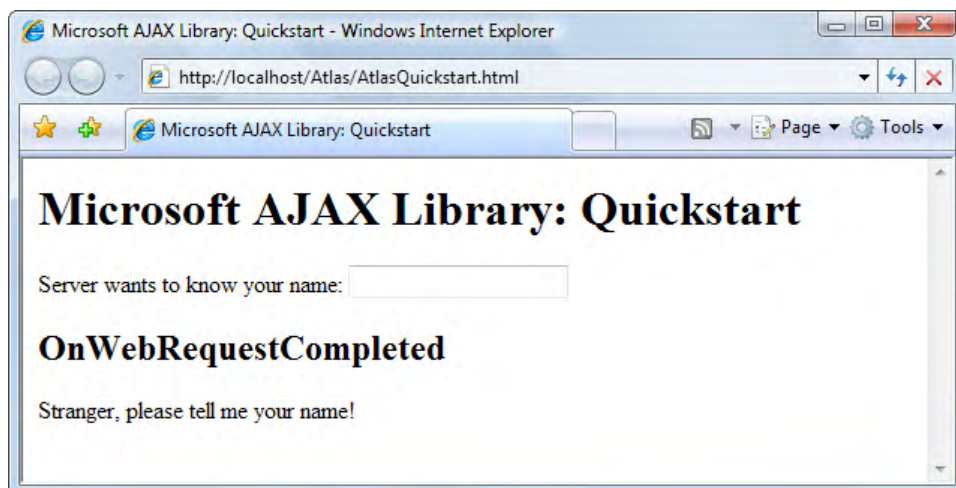 Microsoft AJAX Library: Quickstart - Windows Internet Explorer
http://localhost/Atlas/AtlasQuickstart.html
Microsoft AJAX Library: Quickstart
Page
Tools
Microsoft AJAX Library: Quickstart
Server wants to know your name:
OnWebRequestCompleted
Stranger, please tell me your name!